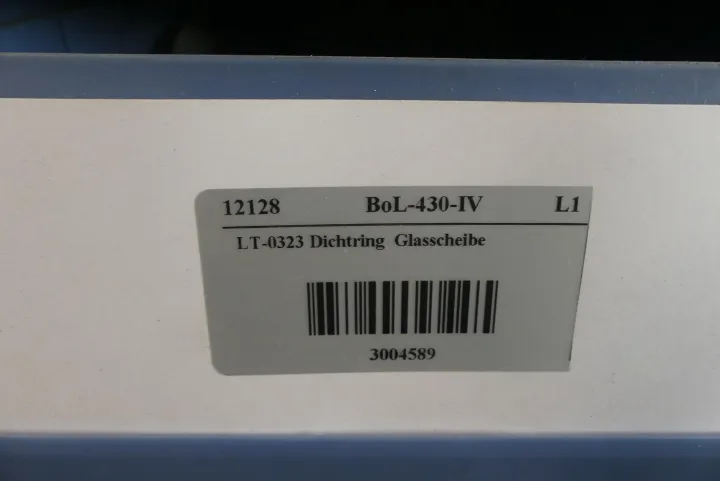 12128 BoL-430-IV L1
LT-0323 Dichtring Glasscheibe
3004589